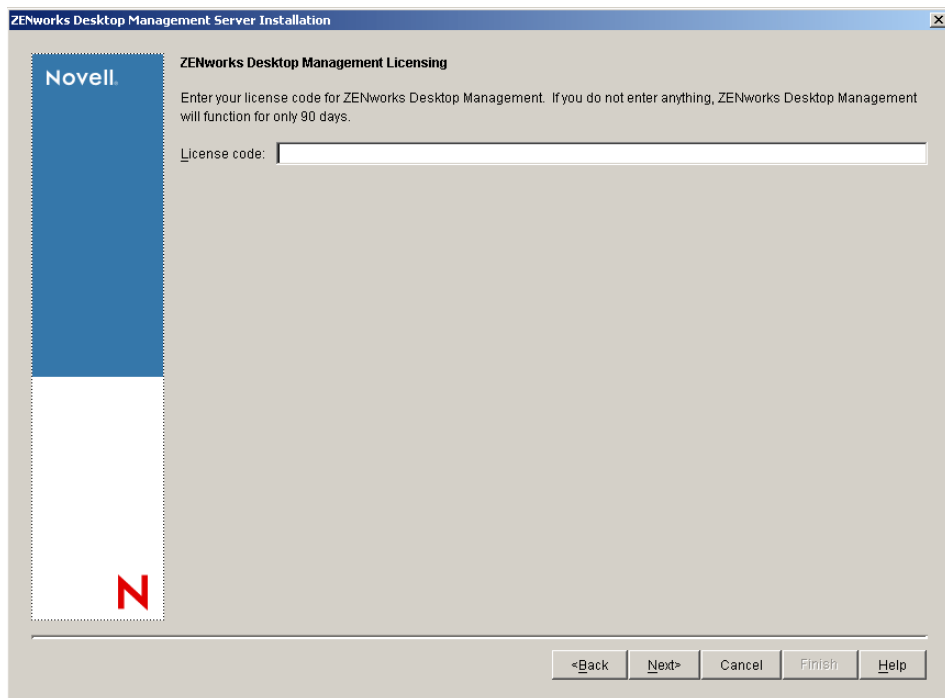 ZENworks Desktop Management Server Installation
Novell.
ZENworks Desktop Management Licensing
Enter your license code for ZENworks Desktop Management. If you do not enter anything, ZENworks Desktop Management
will function for only 90 days.
License code:
N
<Back
Next>
Cancel
Finish
Help